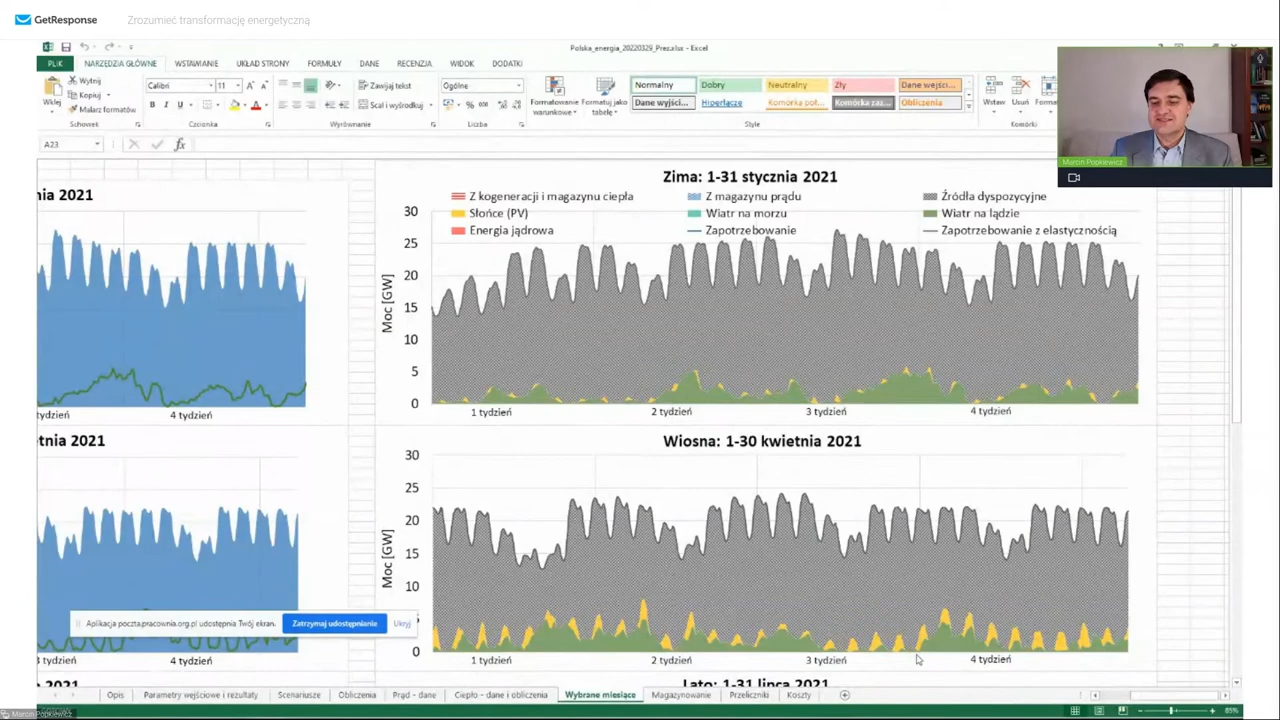 GetResponse
Zrozumieć transformację energetyczną
Polska_energia_20220329_Prez.xlsx - Excel
PLIK
NARZĘDZIA GŁÓWNE
WSTAWIANIE
UKŁAD STRONY
FORMUŁY
DANE
RECENZJA
WIDOK
DODATKI
Wklej
Wytnij
Kopiuj
Malarz formatów
Schowek
Calibri
11
B I U
Czcionka
Zawijaj tekst
Scal i wyśrodkuj
Wyrównanie
Ogólne
%
Liczba
Formatowanie warunkowe
Formatuj jako tabelę
Normalny
Dobry
Neutralny
Zły
Dane wejści...
Dane wyjści...
Hiperłącze
Komórka poł...
Komórka zaz...
Obliczenia
Style
Wstaw
Usuń
Komórki
Marcin Popkiewicz
A23
fx
nia 2021
4 tydzień
Zima: 1-31 stycznia 2021
Z kogeneracji i magazynu ciepła
Z magazynu prądu
Źródła dyspozycyjne
Słońce (PV)
Wiatr na morzu
Wiatr na lądzie
Energia jądrowa
Zapotrzebowanie
Zapotrzebowanie z elastycznością
Moc [GW]
30
25
20
15
10
5
0
1 tydzień
2 tydzień
3 tydzień
4 tydzień
etnia 2021
4 tydzień
Wiosna: 1-30 kwietnia 2021
Moc [GW]
30
25
20
15
10
0
1 tydzień
2 tydzień
3 tydzień
4 tydzień
Aplikacja poczta.pracownia.org.pl udostępnia Twój ekran.
Zatrzymaj udostępnianie
Ukryj
2021
Lato: 1-31 lipca 2021
Opis
Parametry wejściowe i rezultaty
Scenariusze
Obliczenia
Prąd - dane
Ciepło - dane i obliczenia
Wybrane miesiące
Magazynowanie
Przeliczniki
Koszty
85%
Marcin Popkiewicz